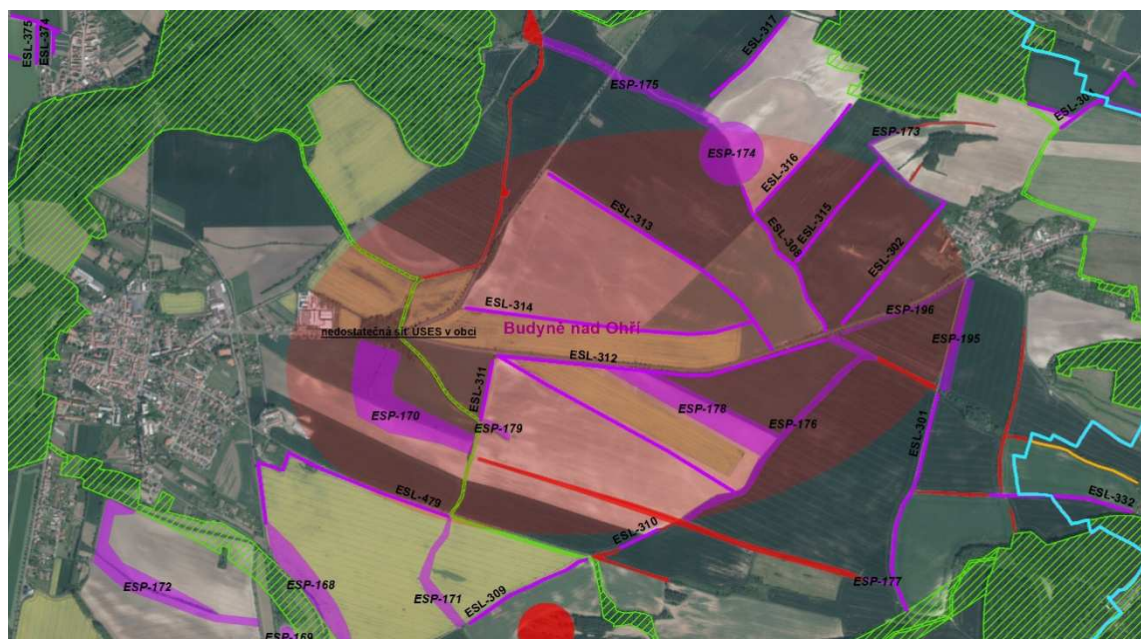 ESL-375
ESL-374
ESL-317
ESP-175
ESP-173
ESP-174
ESL-316
ESL-313
ESL-308
ESL-315
ESL-302
ESL-314
ESP-196
nedostatečná síť ÚSES v obci
Budyně nad Ohří
ESL-312
ESP-195
ESL-311
ESP-170
ESP-178
ESP-176
ESP-179
ESL-301
ESL-479
ESL-332
ESL-310
ESP-172
ESP-168
ESP-171
ESL-309
ESP-177
ESP-169